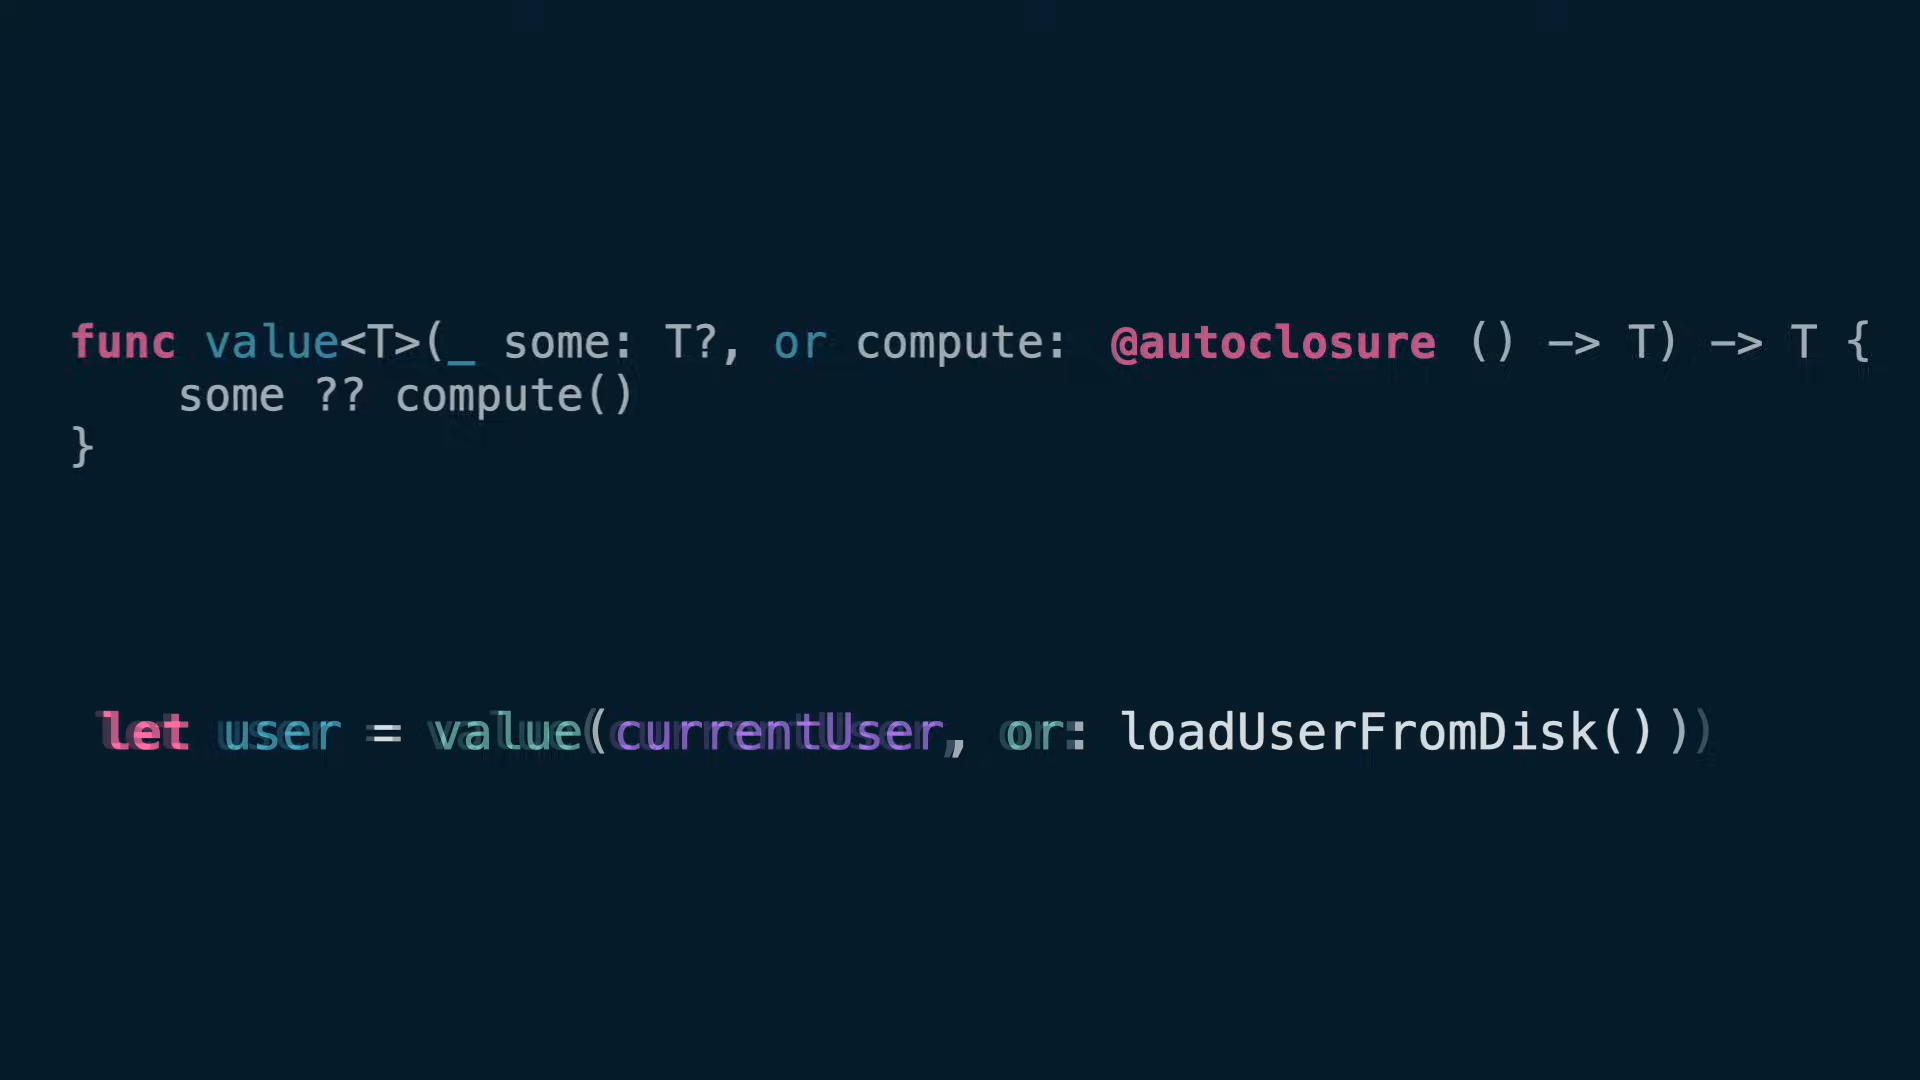 func value<T>(_ some: T?, or compute: @autoclosure () -> T) -> T {
    some ?? compute()
}
let user = value(currentUser, or: loadUserFromDisk())